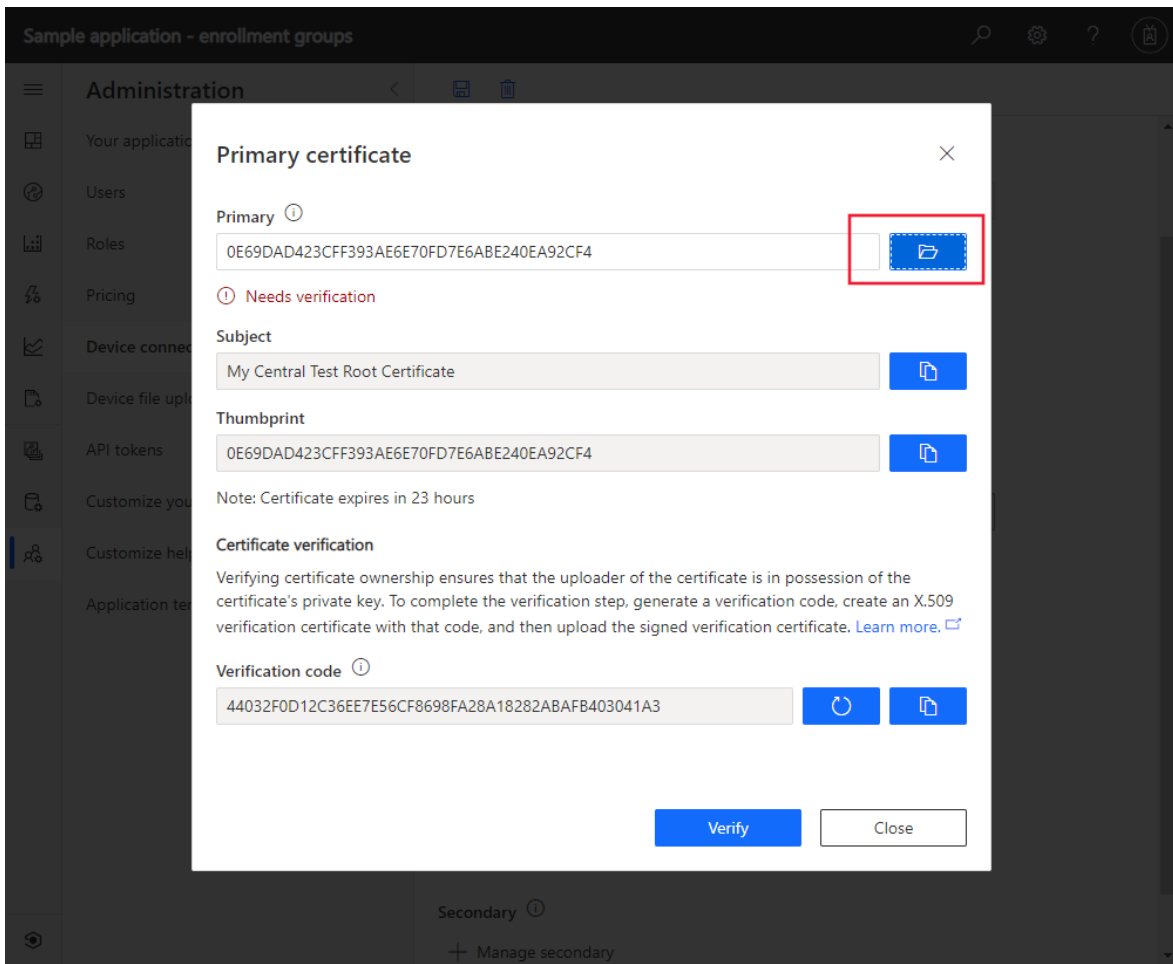 Sample application - enrollment groups
Administration
Your applicatio
Users
Roles
Pricing
Device connec
Device file uplo
API tokens
Customize you
Customize help
Application ter
Primary certificate
Primary
0E69DAD423CFF393AE6E70FD7E6ABE240EA92CF4
Needs verification
Subject
My Central Test Root Certificate
Thumbprint
0E69DAD423CFF393AE6E70FD7E6ABE240EA92CF4
Note: Certificate expires in 23 hours
Certificate verification
Verifying certificate ownership ensures that the uploader of the certificate is in possession of the
certificate's private key. To complete the verification step, generate a verification code, create an X.509
verification certificate with that code, and then upload the signed verification certificate. Learn more.
Verification code
44032F0D12C36EE7E56CF8698FA28A18282ABAFB403041A3
Verify
Close
Secondary
Manage secondary